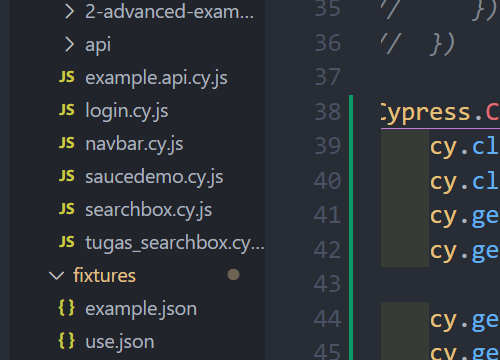 2-advanced-exam...
api
JS example.api.cy.js
JS login.cy.js
JS navbar.cy.js
JS saucedemo.cy.js
JS searchbox.cy.js
JS tugas_searchbox.cy...
fixtures
{} example.json
{} use.json
35 // })
36 // })
37
38 Cypress.C
39 cy.cl
40 cy.cl
41 cy.ge
42 cy.ge
43
44 cy.ge
45 cy.ge